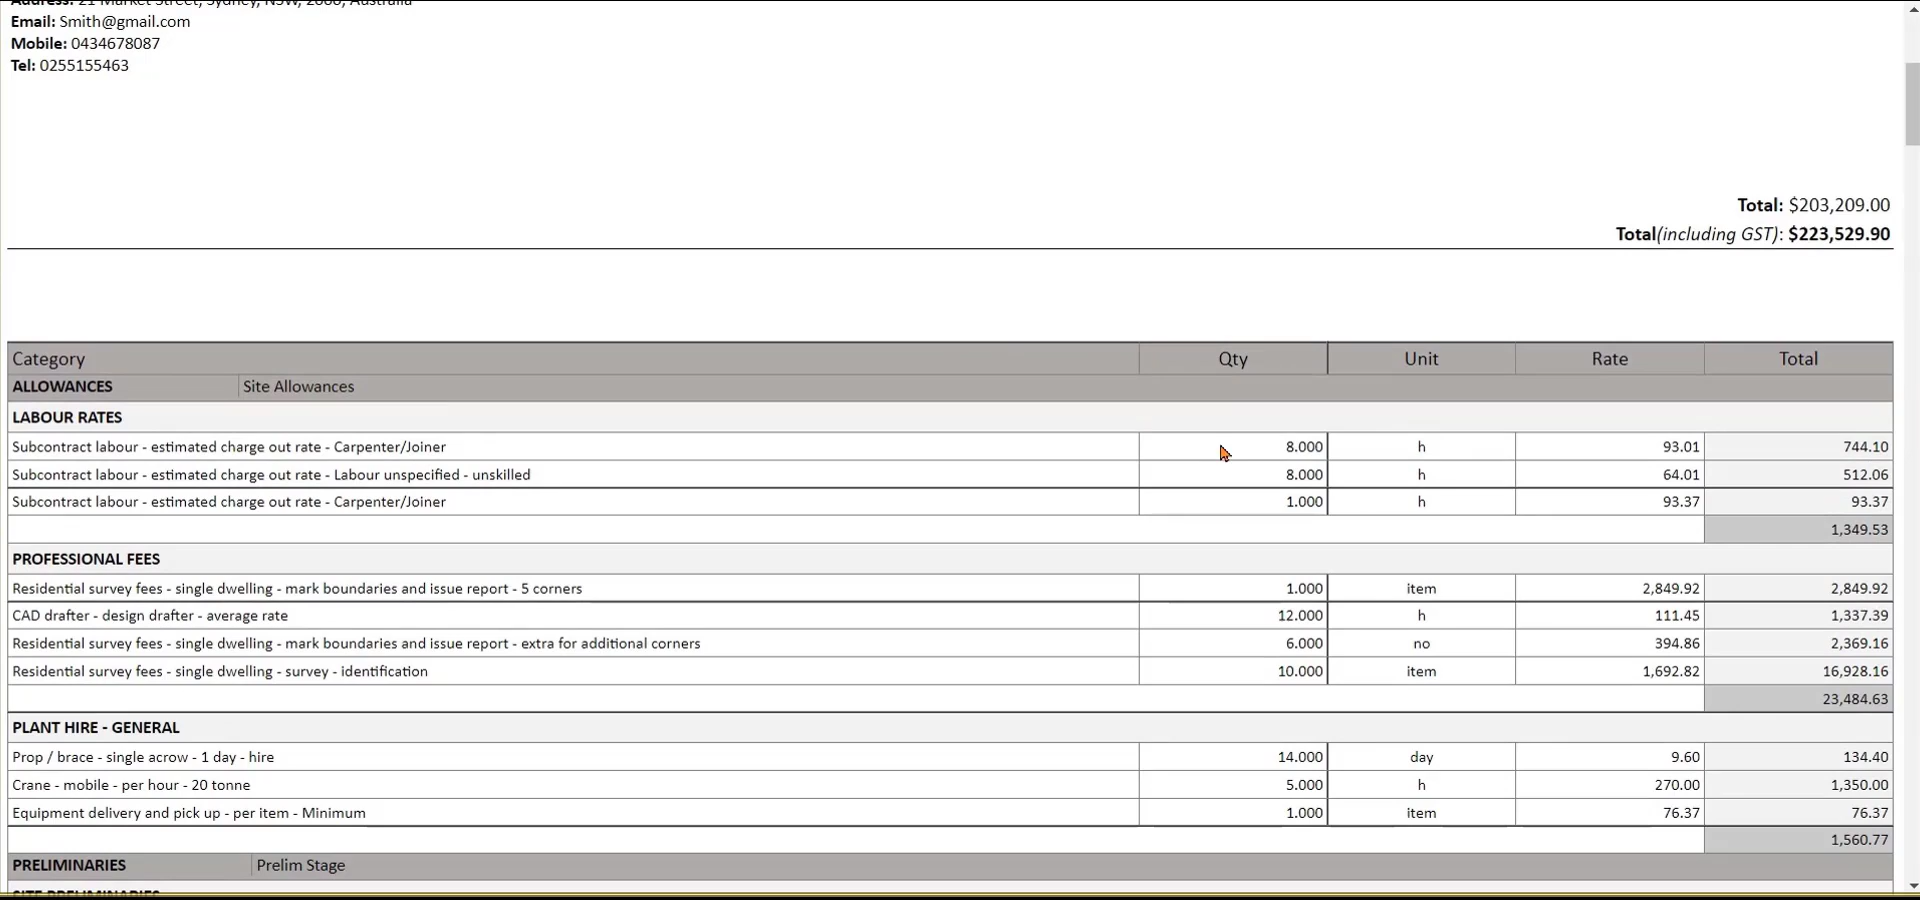 Address: 21 Market Street, Sydney, NSW, 2000, Australia
Email: Smith@gmail.com
Mobile: 0434678087
Tel: 0255155463
Total: $203,209.00
Total(including GST): $223,529.90
Category Qty Unit Rate Total
ALLOWANCES Site Allowances
LABOUR RATES
Subcontract labour - estimated charge out rate - Carpenter/Joiner 8.000 h 93.01 744.10
Subcontract labour - estimated charge out rate - Labour unspecified - unskilled 8.000 h 64.01 512.06
Subcontract labour - estimated charge out rate - Carpenter/Joiner 1.000 h 93.37 93.37
1,349.53
PROFESSIONAL FEES
Residential survey fees - single dwelling - mark boundaries and issue report - 5 corners 1.000 item 2,849.92 2,849.92
CAD drafter - design drafter - average rate 12.000 h 111.45 1,337.39
Residential survey fees - single dwelling - mark boundaries and issue report - extra for additional corners 6.000 no 394.86 2,369.16
Residential survey fees - single dwelling - survey - identification 10.000 item 1,692.82 16,928.16
23,484.63
PLANT HIRE - GENERAL
Prop / brace - single acrow - 1 day - hire 14.000 day 9.60 134.40
Crane - mobile - per hour - 20 tonne 5.000 h 270.00 1,350.00
Equipment delivery and pick up - per item - Minimum 1.000 item 76.37 76.37
1,560.77
PRELIMINARIES Prelim Stage
SITE PRELIMINARIES